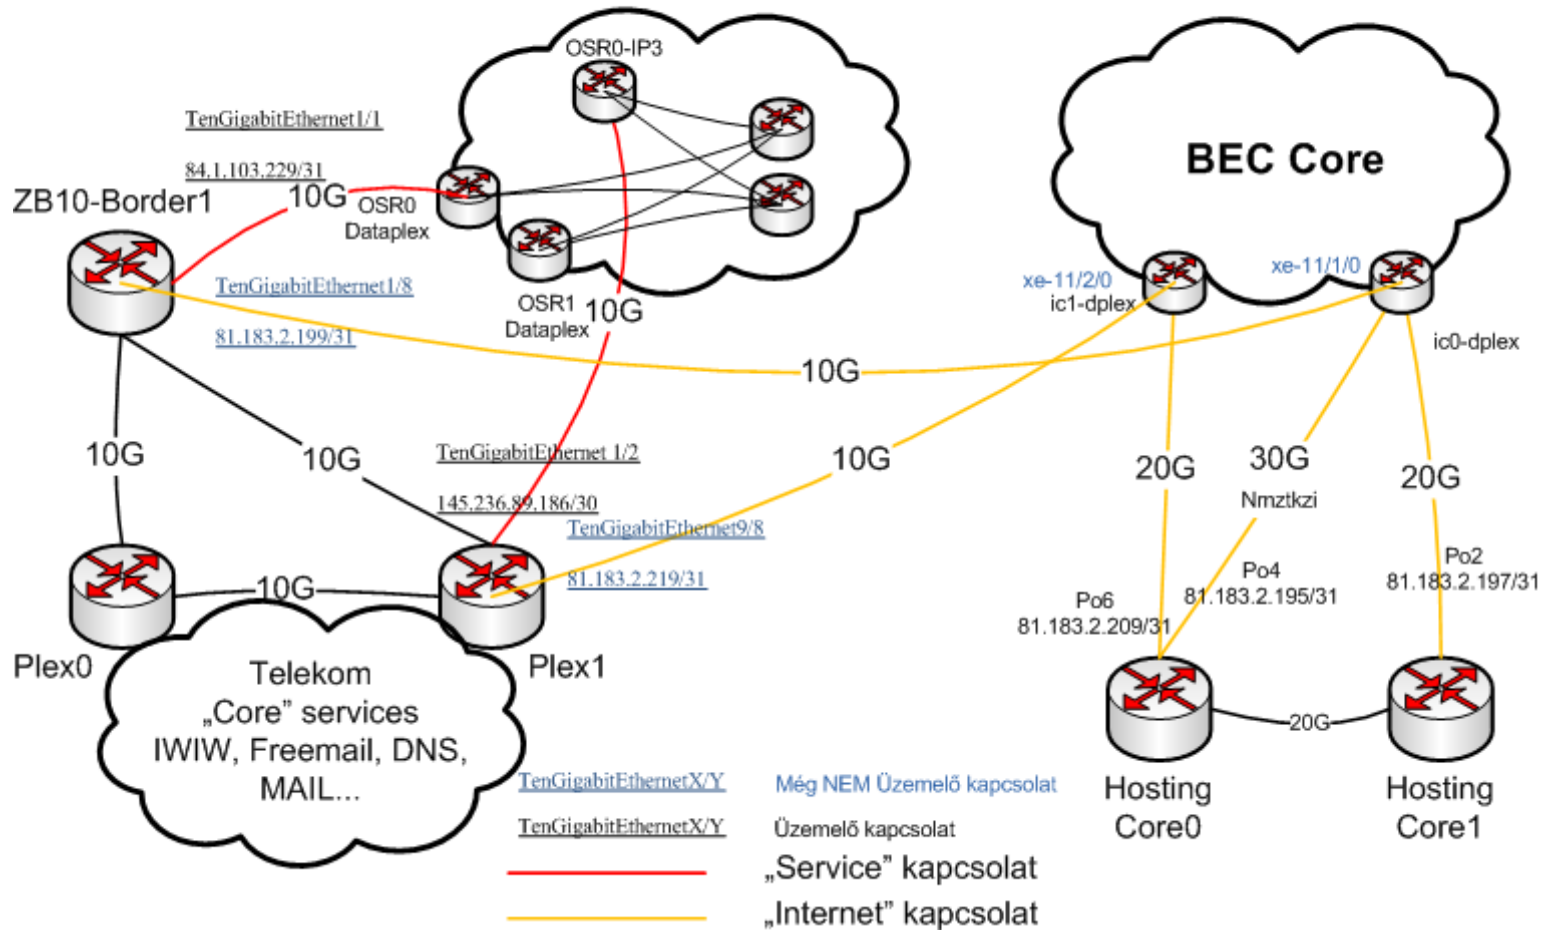 OSR0-IP3
TenGigabitEthernet1/1
84.1.103.229/31
ZB10-Border1
10G
OSR0
Dataplex
OSR1
Dataplex
10G
BEC Core
xe-11/2/0
ic1-dplex
xe-11/1/0
ic0-dplex
TenGigabitEthernet1/8
81.183.2.199/31
10G
10G
10G
TenGigabitEthernet 1/2
145.236.89.186/30
10G
20G
30G
Nmztkzi
20G
TenGigabitEthernet9/8
81.183.2.219/31
Po6
81.183.2.209/31
Po4
81.183.2.195/31
Po2
81.183.2.197/31
10G
Plex0
Plex1
Telekom
„Core” services
IWIW, Freemail, DNS,
MAIL...
20G
Hosting
Core0
Hosting
Core1
TenGigabitEthernetX/Y Még NEM Üzemelő kapcsolat
TenGigabitEthernetX/Y Üzemelő kapcsolat
„Service” kapcsolat
„Internet” kapcsolat